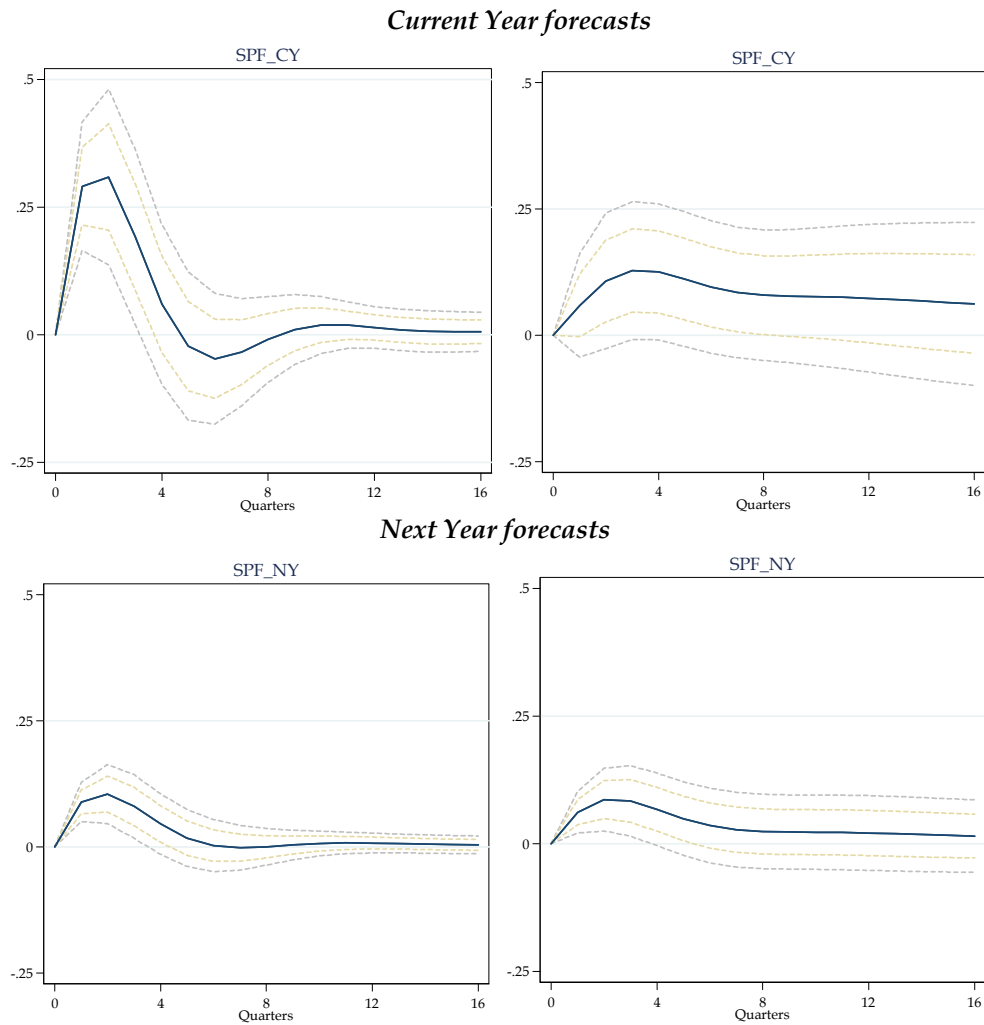 Current Year forecasts
SPF_CY
.5
.25
0
-.25
0 4 8 12 16
Quarters
SPF_CY
.5
.25
0
-.25
0 4 8 12 16
Quarters
Next Year forecasts
SPF_NY
.5
.25
0
-.25
0 4 8 12 16
Quarters
SPF_NY
.5
.25
0
-.25
0 4 8 12 16
Quarters